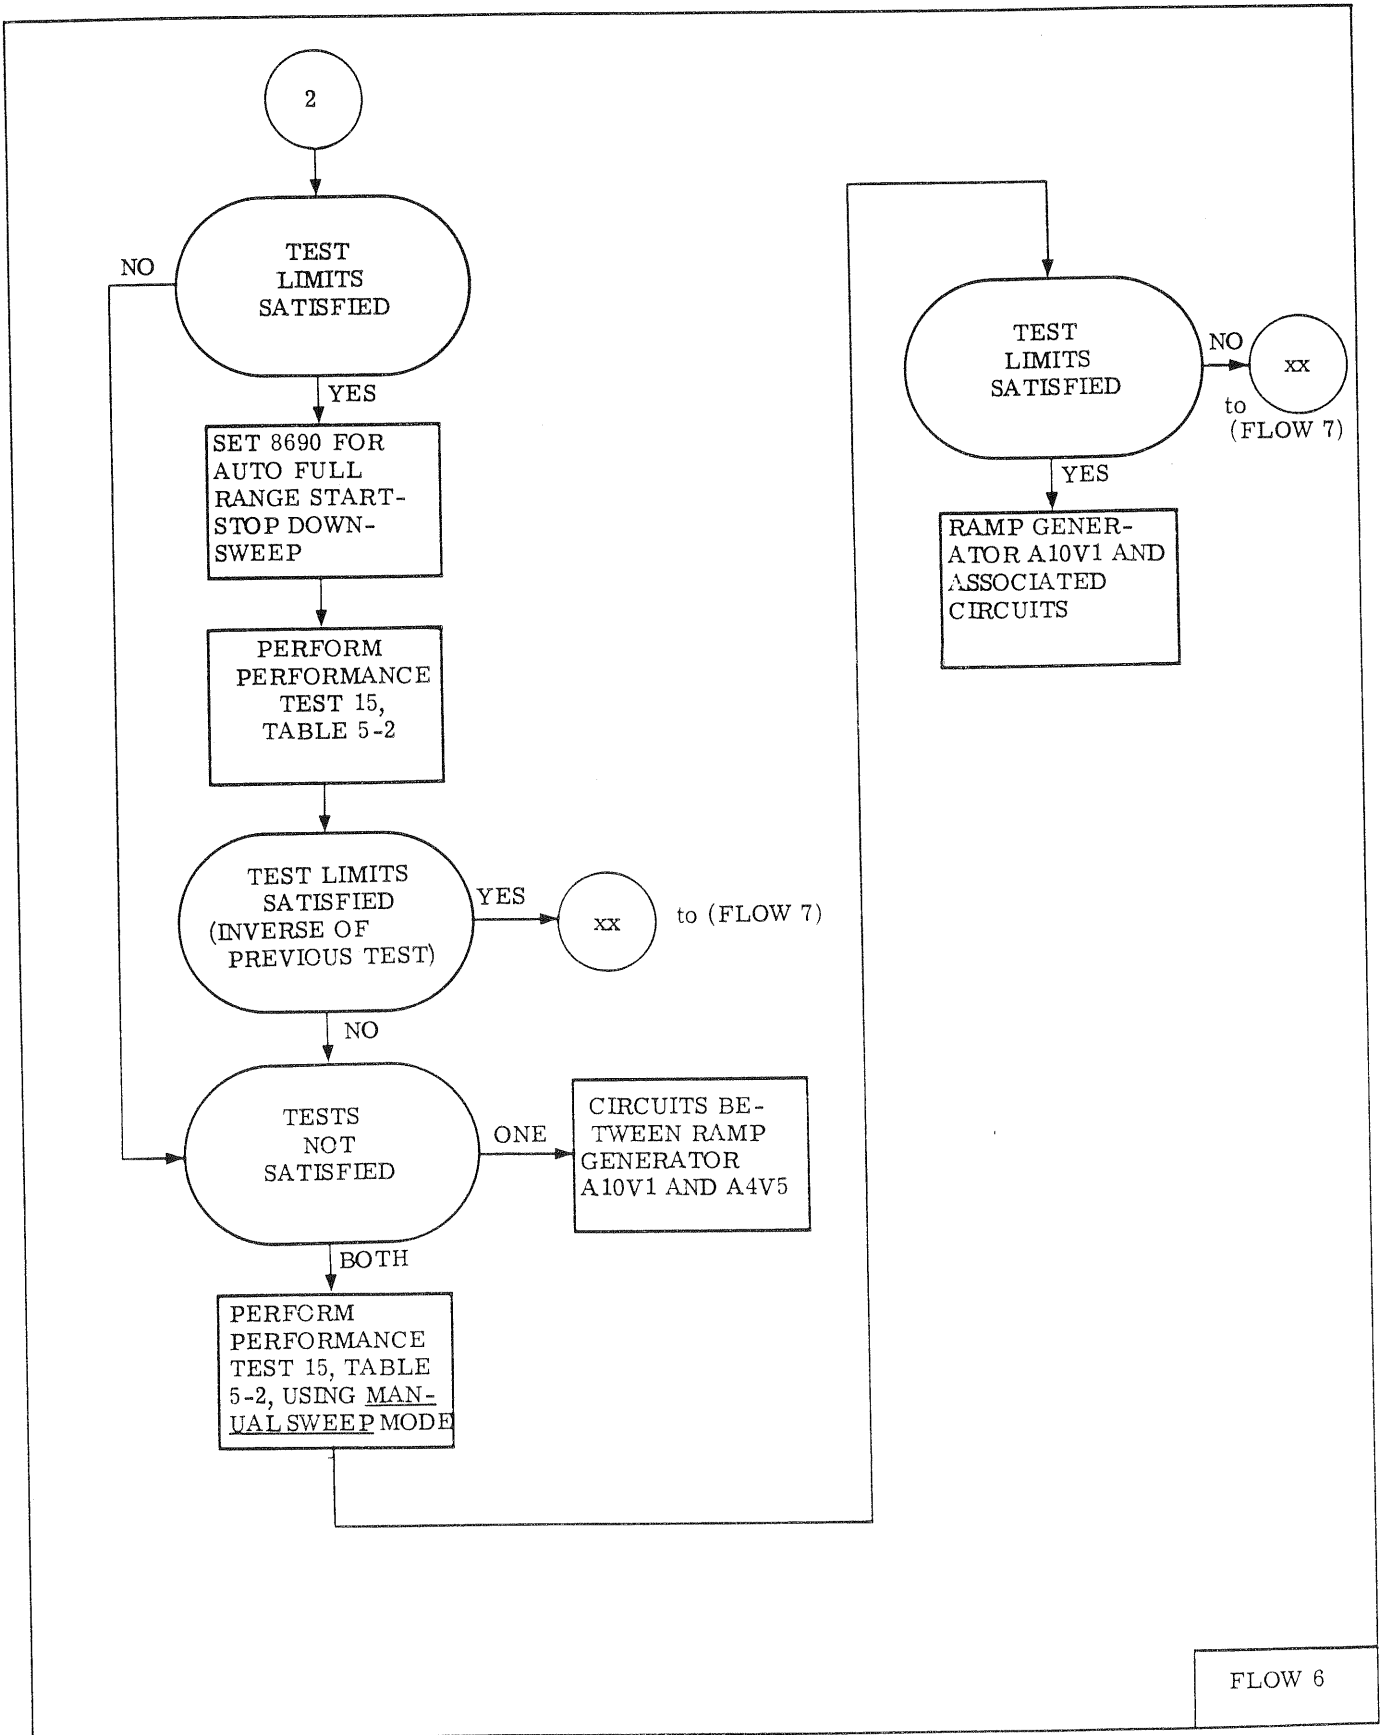 2
TEST
LIMITS
SATISFIED
NO
YES
SET 8690 FOR
AUTO FULL
RANGE START-
STOP DOWN-
SWEEP
PERFORM
PERFORMANCE
TEST 15,
TABLE 5-2
TEST LIMITS
SATISFIED
(INVERSE OF
PREVIOUS TEST)
YES
xx
to (FLOW 7)
NO
TESTS
NOT
SATISFIED
ONE
CIRCUITS BE-
TWEEN RAMP
GENERATOR
A10V1 AND A4V5
BOTH
PERFORM
PERFORMANCE
TEST 15, TABLE
5-2, USING MAN-
UAL SWEEP MODE
TEST
LIMITS
SATISFIED
NO
xx
to
(FLOW 7)
YES
RAMP GENER-
ATOR A10V1 AND
ASSOCIATED
CIRCUITS
FLOW 6